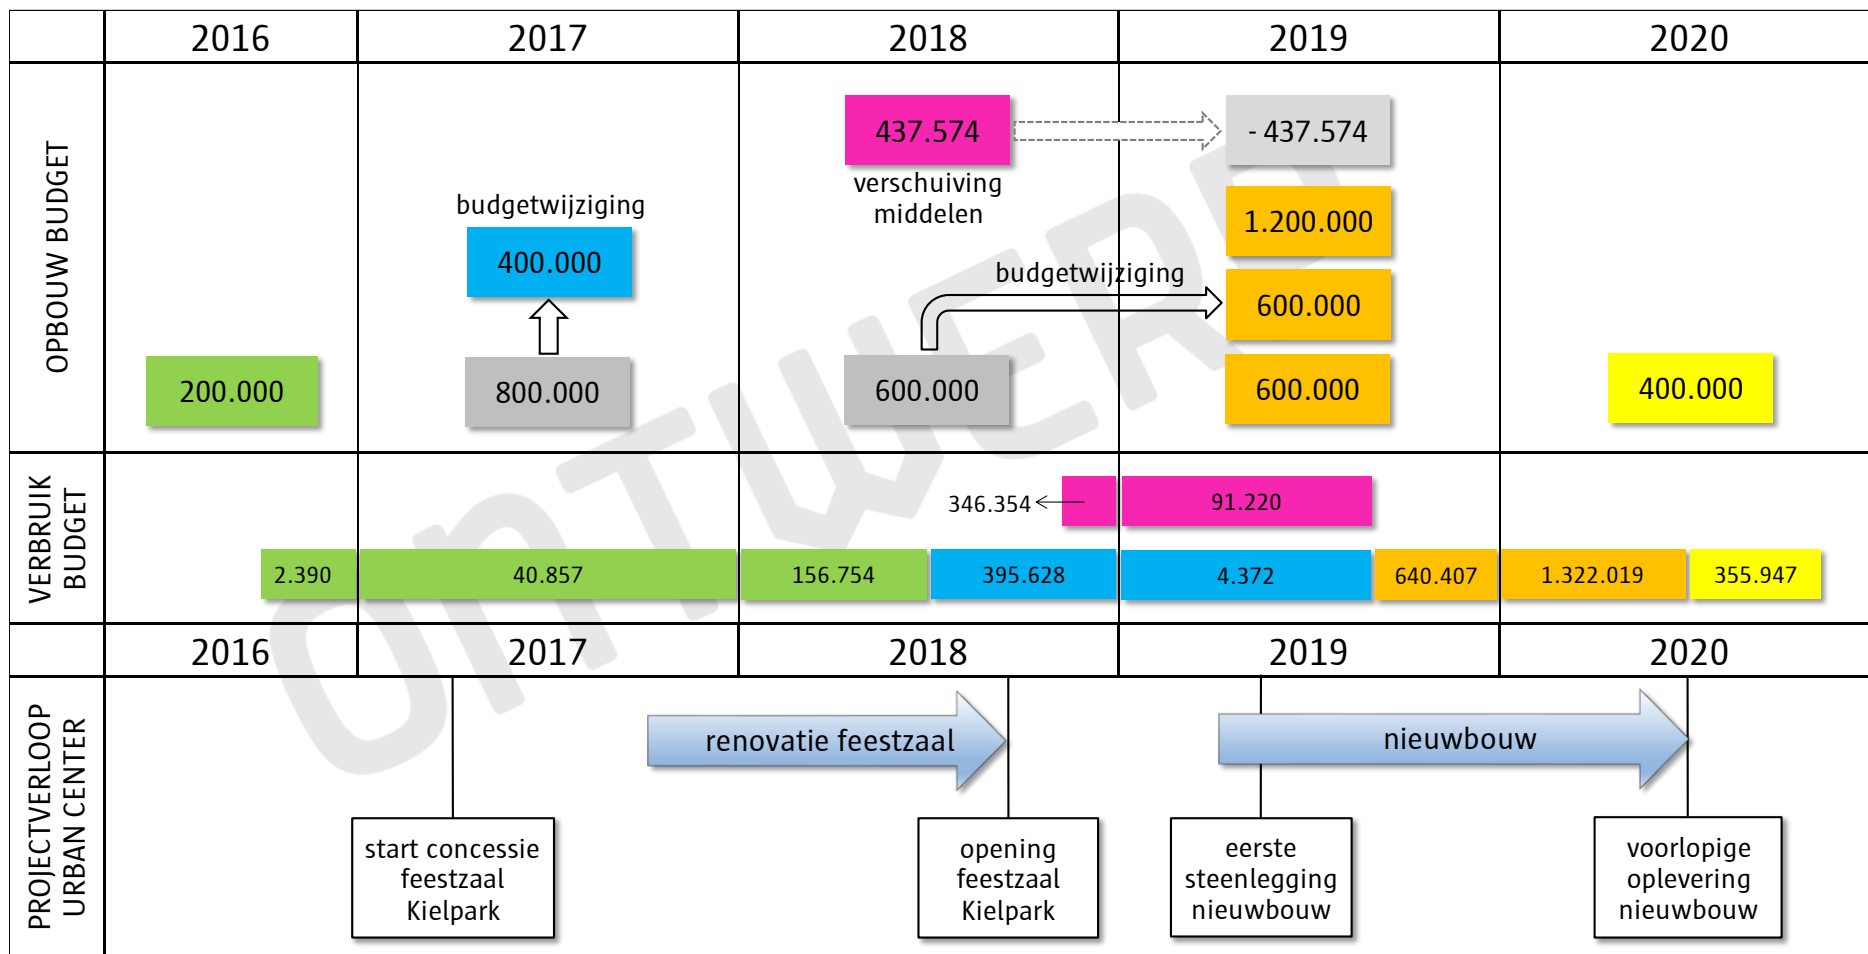 2016 2017 2018 2019 2020
OPBOUW BUDGET
437.574 - 437.574
verschuiving
middelen
1.200.000
budgetwijziging
400.000
budgetwijziging
600.000
200.000 800.000 600.000 600.000 400.000
VERBRUIK
BUDGET
346.354 91.220
2.390 40.857 156.754 395.628 4.372 640.407 1.322.019 355.947
2016 2017 2018 2019 2020
PROJECTVERLOOP
URBAN CENTER
renovatie feestzaal nieuwbouw
start concessie
feestzaal
Kielpark
opening
feestzaal
Kielpark
eerste
steenlegging
nieuwbouw
voorlopige
oplevering
nieuwbouw
ONTWERP